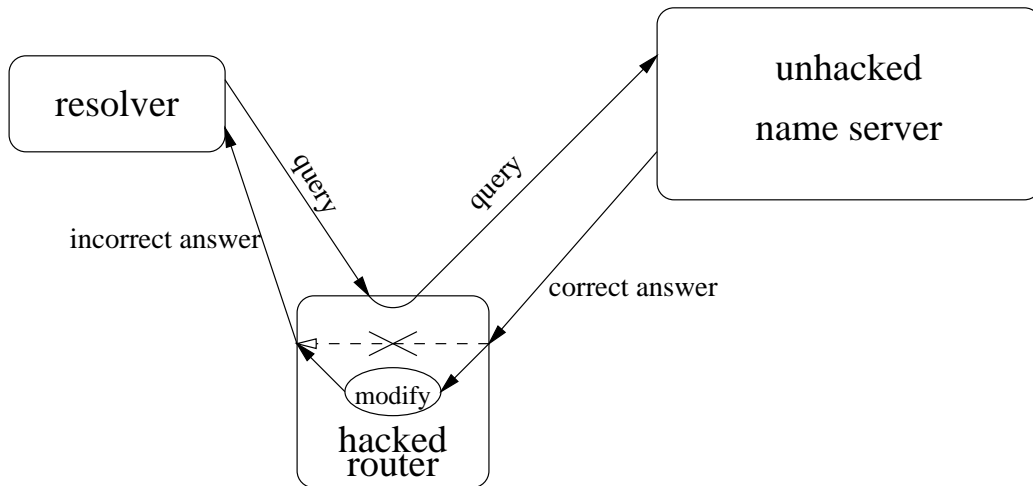 unhacked
name server
resolver
query
query
incorrect answer
correct answer
modify
hacked
router